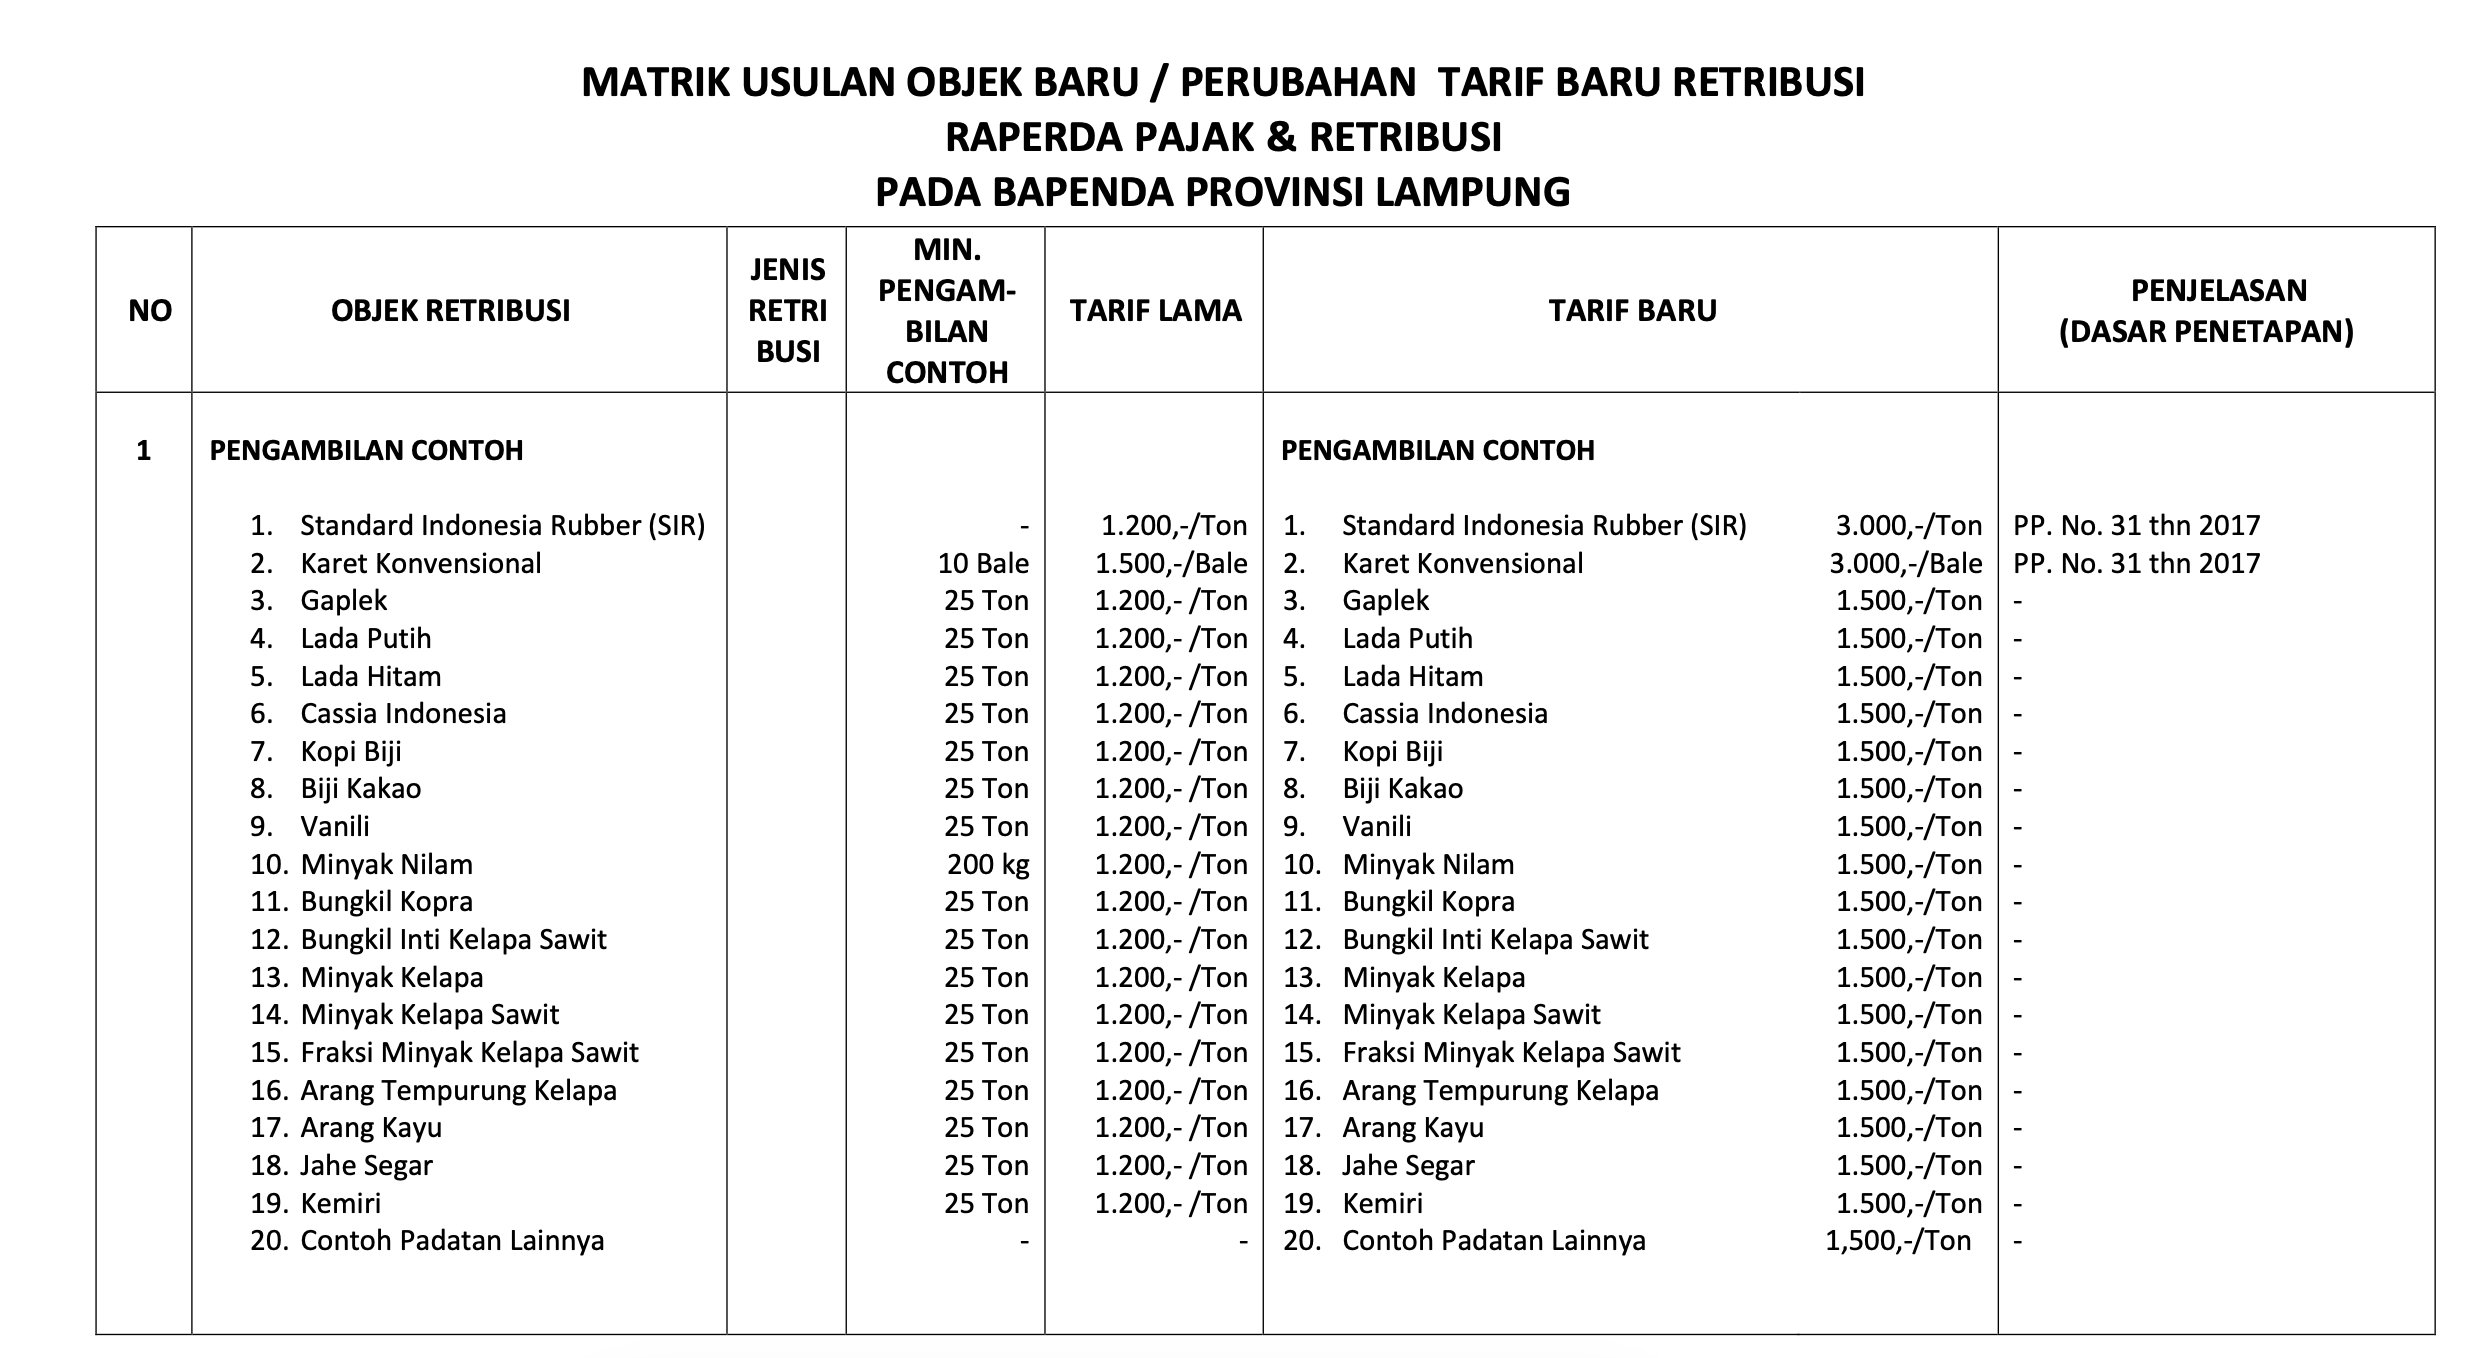 MATRIK USULAN OBJEK BARU / PERUBAHAN TARIF BARU RETRIBUSI
RAPERDA PAJAK & RETRIBUSI
PADA BAPENDA PROVINSI LAMPUNG
NO OBJEK RETRIBUSI JENIS RETRI BUSI MIN. PENGAM- BILAN CONTOH TARIF LAMA TARIF BARU PENJELASAN (DASAR PENETAPAN)
1 PENGAMBILAN CONTOH PENGAMBILAN CONTOH
1. Standard Indonesia Rubber (SIR) - 1.200,-/Ton 1. Standard Indonesia Rubber (SIR) 3.000,-/Ton PP. No. 31 thn 2017
2. Karet Konvensional 10 Bale 1.500,-/Bale 2. Karet Konvensional 3.000,-/Bale PP. No. 31 thn 2017
3. Gaplek 25 Ton 1.200,- /Ton 3. Gaplek 1.500,-/Ton -
4. Lada Putih 25 Ton 1.200,- /Ton 4. Lada Putih 1.500,-/Ton -
5. Lada Hitam 25 Ton 1.200,- /Ton 5. Lada Hitam 1.500,-/Ton -
6. Cassia Indonesia 25 Ton 1.200,- /Ton 6. Cassia Indonesia 1.500,-/Ton -
7. Kopi Biji 25 Ton 1.200,- /Ton 7. Kopi Biji 1.500,-/Ton -
8. Biji Kakao 25 Ton 1.200,- /Ton 8. Biji Kakao 1.500,-/Ton -
9. Vanili 25 Ton 1.200,- /Ton 9. Vanili 1.500,-/Ton -
10. Minyak Nilam 200 kg 1.200,- /Ton 10. Minyak Nilam 1.500,-/Ton -
11. Bungkil Kopra 25 Ton 1.200,- /Ton 11. Bungkil Kopra 1.500,-/Ton -
12. Bungkil Inti Kelapa Sawit 25 Ton 1.200,- /Ton 12. Bungkil Inti Kelapa Sawit 1.500,-/Ton -
13. Minyak Kelapa 25 Ton 1.200,- /Ton 13. Minyak Kelapa 1.500,-/Ton -
14. Minyak Kelapa Sawit 25 Ton 1.200,- /Ton 14. Minyak Kelapa Sawit 1.500,-/Ton -
15. Fraksi Minyak Kelapa Sawit 25 Ton 1.200,- /Ton 15. Fraksi Minyak Kelapa Sawit 1.500,-/Ton -
16. Arang Tempurung Kelapa 25 Ton 1.200,- /Ton 16. Arang Tempurung Kelapa 1.500,-/Ton -
17. Arang Kayu 25 Ton 1.200,- /Ton 17. Arang Kayu 1.500,-/Ton -
18. Jahe Segar 25 Ton 1.200,- /Ton 18. Jahe Segar 1.500,-/Ton -
19. Kemiri 25 Ton 1.200,- /Ton 19. Kemiri 1.500,-/Ton -
20. Contoh Padatan Lainnya - - 20. Contoh Padatan Lainnya 1,500,-/Ton -